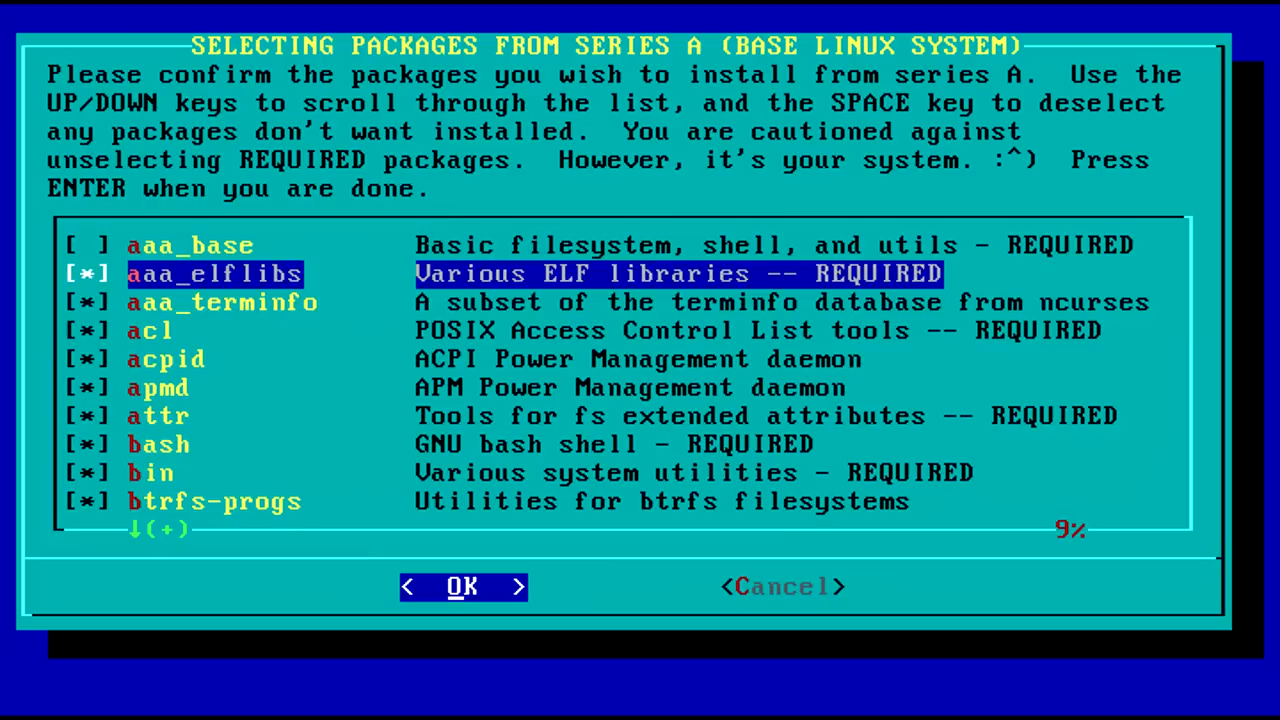 SELECTING PACKAGES FROM SERIES A (BASE LINUX SYSTEM)
Please confirm the packages you wish to install from series A.  Use the
UP/DOWN keys to scroll through the list, and the SPACE key to deselect
any packages don't want installed.  You are cautioned against
unselecting REQUIRED packages.  However, it's your system. :^)  Press
ENTER when you are done.
[ ] aaa_base Basic filesystem, shell, and utils - REQUIRED
[*] aaa_elflibs Various ELF libraries -- REQUIRED
[*] aaa_terminfo A subset of the terminfo database from ncurses
[*] acl POSIX Access Control List tools -- REQUIRED
[*] acpid ACPI Power Management daemon
[*] apmd APM Power Management daemon
[*] attr Tools for fs extended attributes -- REQUIRED
[*] bash GNU bash shell - REQUIRED
[*] bin Various system utilities - REQUIRED
[*] btrfs-progs Utilities for btrfs filesystems
↓(+) 9%
< OK > <Cancel>